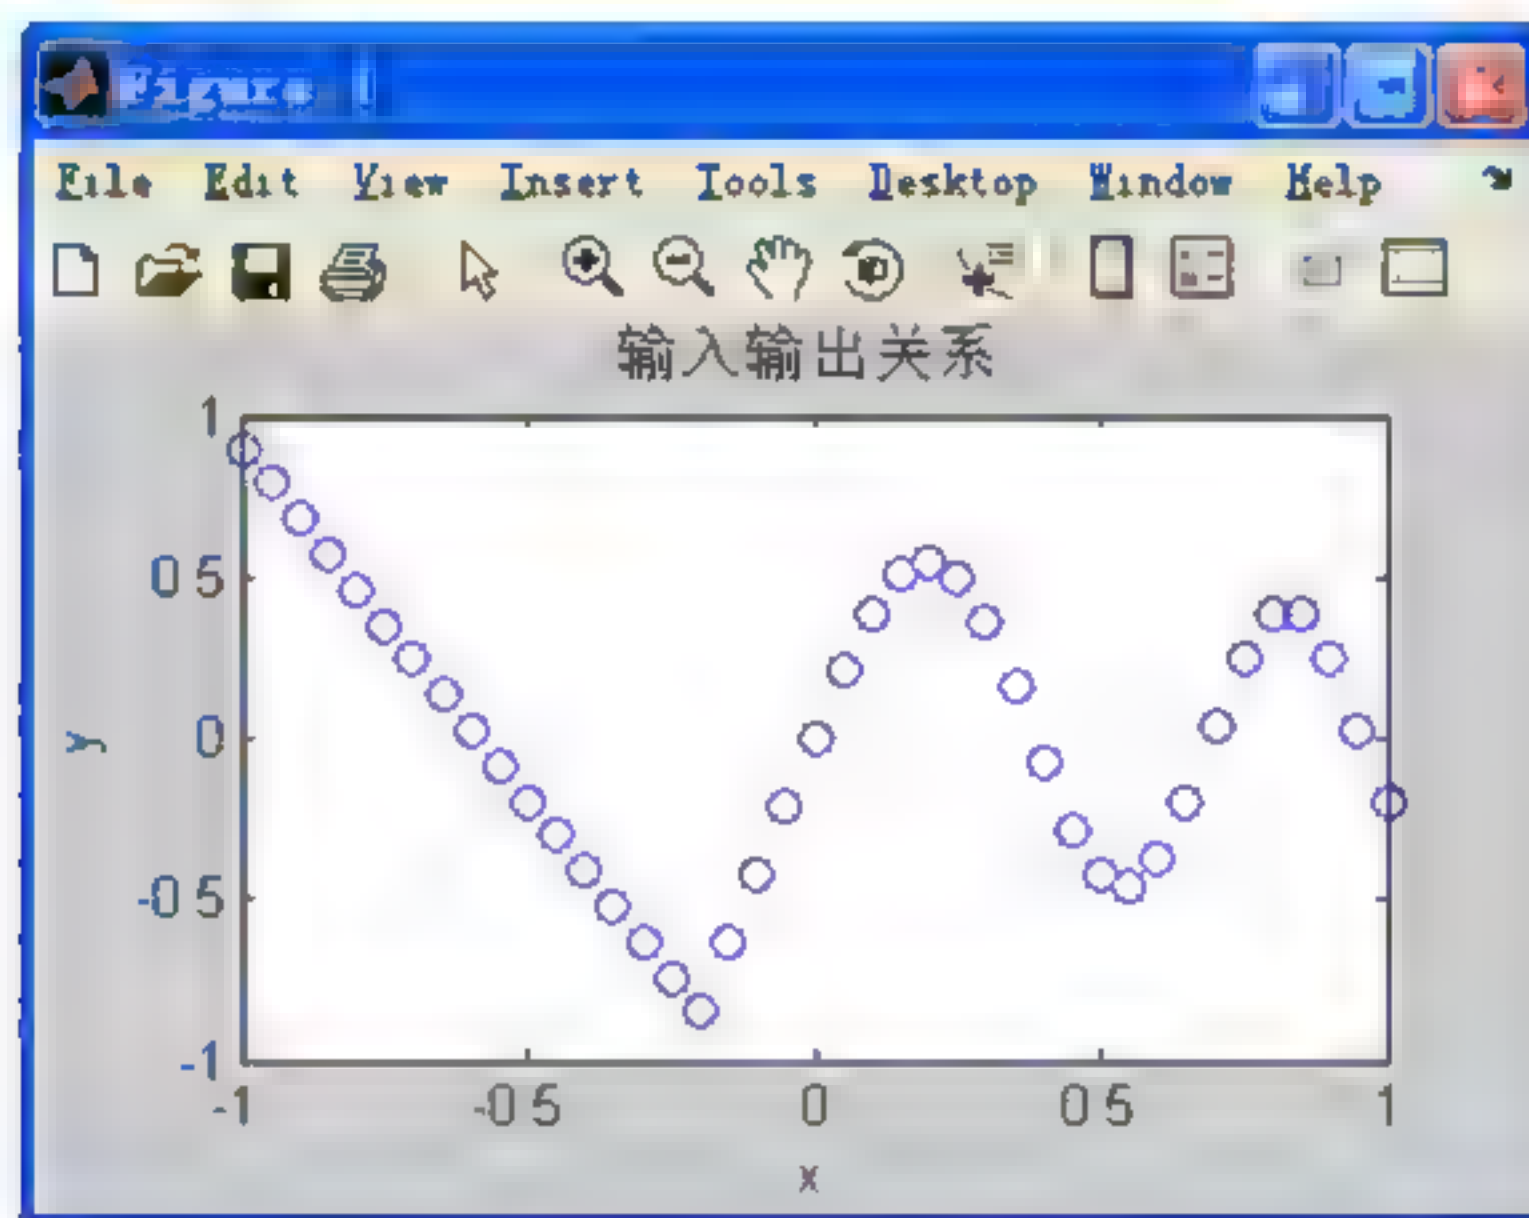 Figure 1
File Edit View Insert Tools Desktop Window Help
输入输出关系
1
0.5
0
-0.5
-1
y
-1 -0.5 0 0.5 1
x